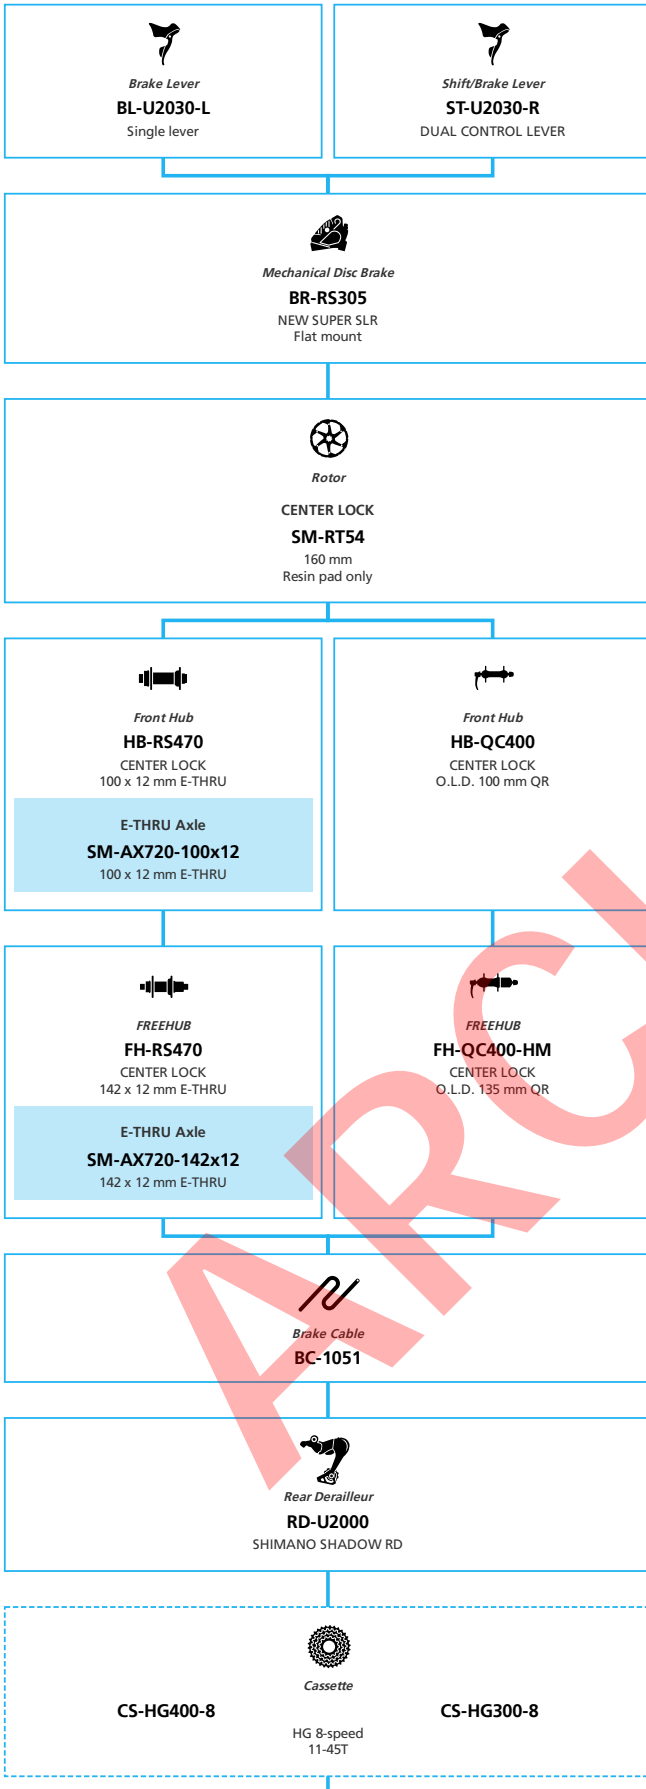 Brake Lever
BL-U2030-L
Single lever
Shift/Brake Lever
ST-U2030-R
DUAL CONTROL LEVER
Mechanical Disc Brake
BR-RS305
NEW SUPER SLR
Flat mount
Rotor
CENTER LOCK
SM-RT54
160 mm
Resin pad only
Front Hub
HB-RS470
CENTER LOCK
100 x 12 mm E-THRU
E-THRU Axle
SM-AX720-100x12
100 x 12 mm E-THRU
Front Hub
HB-QC400
CENTER LOCK
O.L.D. 100 mm QR
FREEHUB
FH-RS470
CENTER LOCK
142 x 12 mm E-THRU
E-THRU Axle
SM-AX720-142x12
142 x 12 mm E-THRU
FREEHUB
FH-QC400-HM
CENTER LOCK
O.L.D. 135 mm QR
Brake Cable
BC-1051
Rear Derailleur
RD-U2000
SHIMANO SHADOW RD
Cassette
CS-HG400-8
CS-HG300-8
HG 8-speed
11-45T